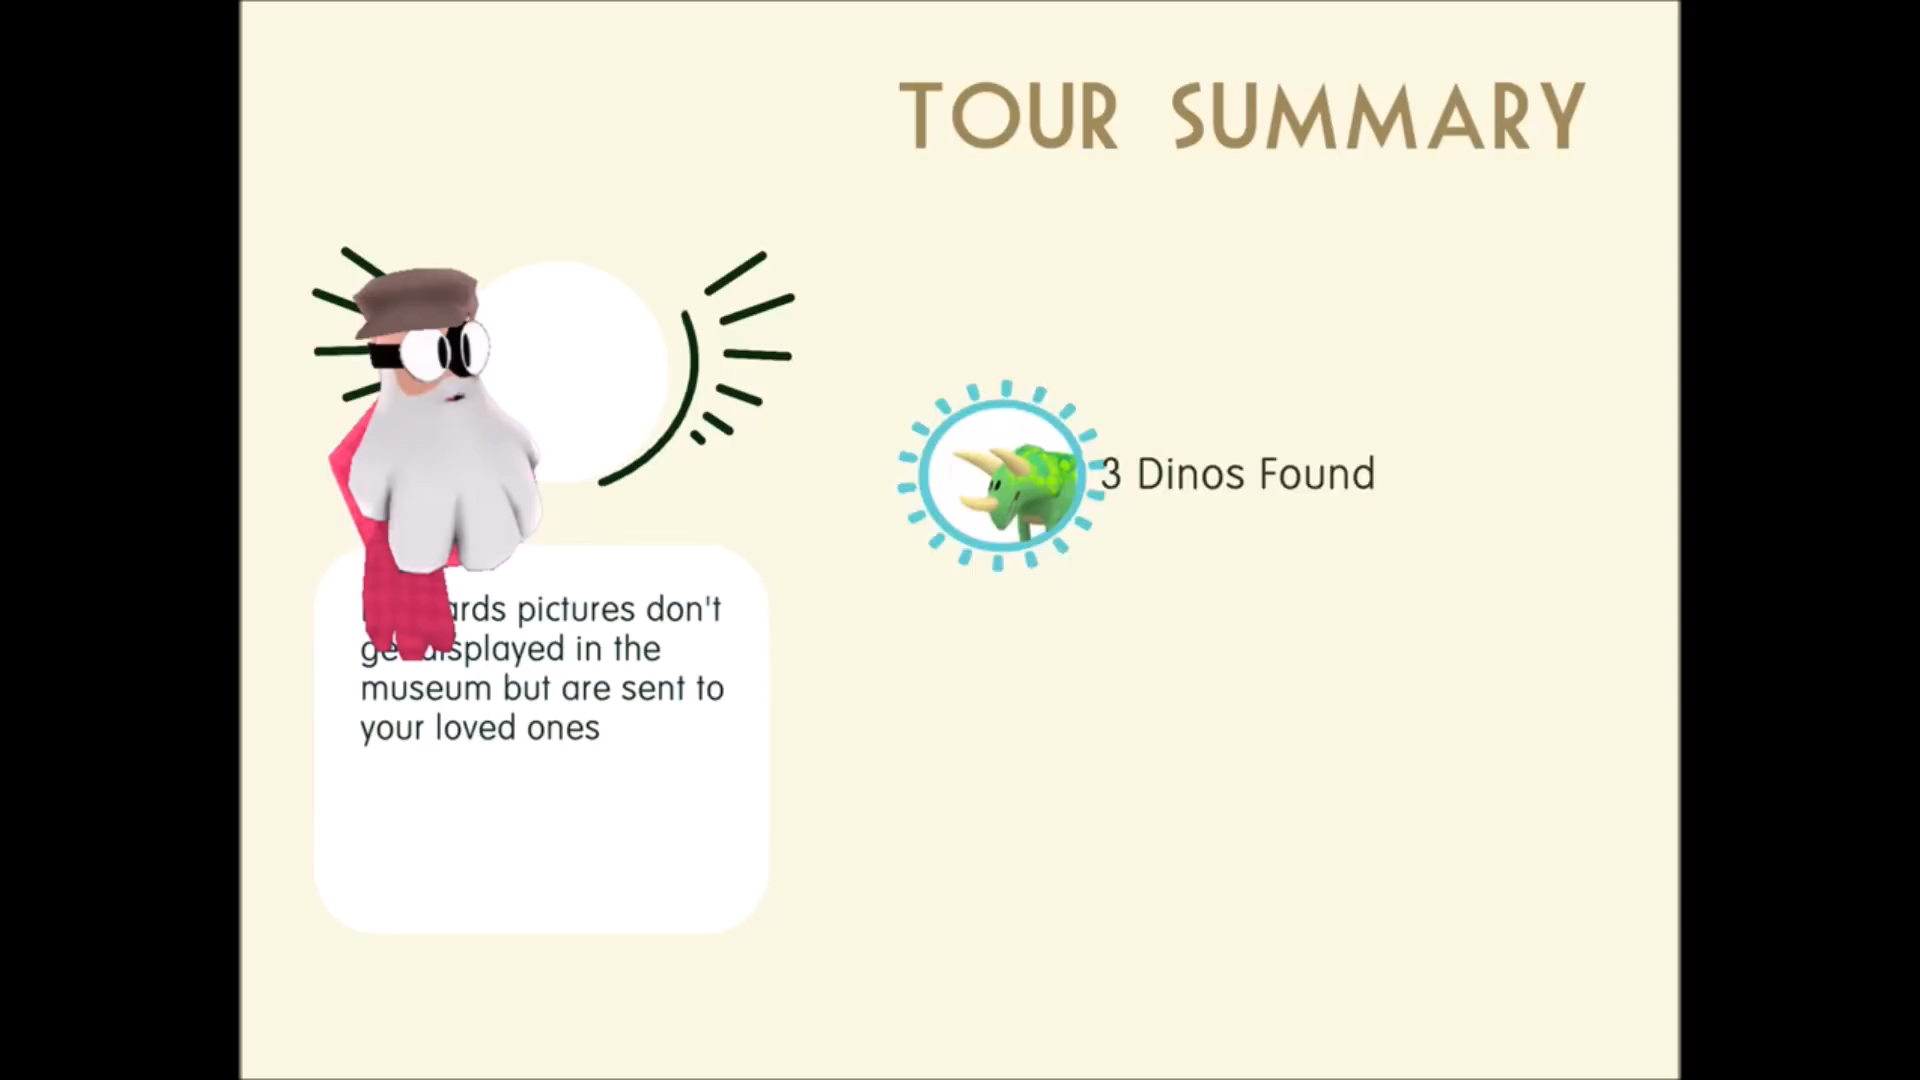 TOUR SUMMARY
3 Dinos Found
pictures don't
displayed in the
museum but are sent to
your loved ones